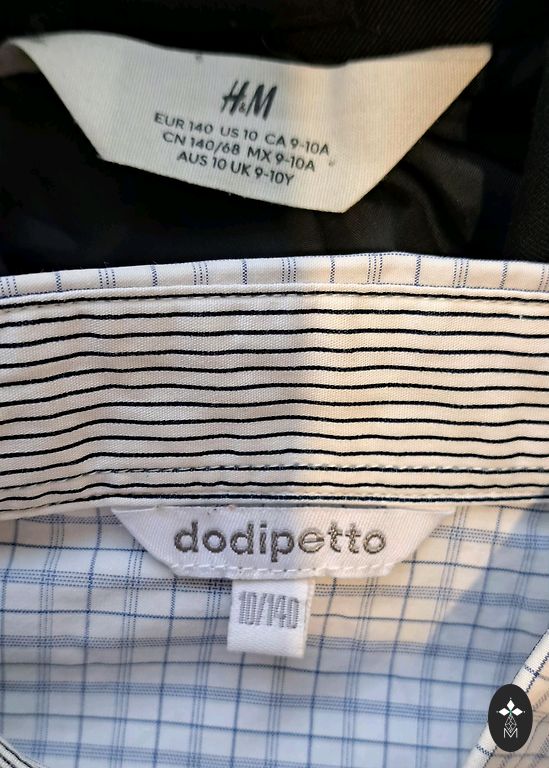 H&M
EUR 140 US 10 CA 9-10A
CN 140/68 MX 9-10A
AUS 10 UK 9-10Y
dodipetto
10/140
M